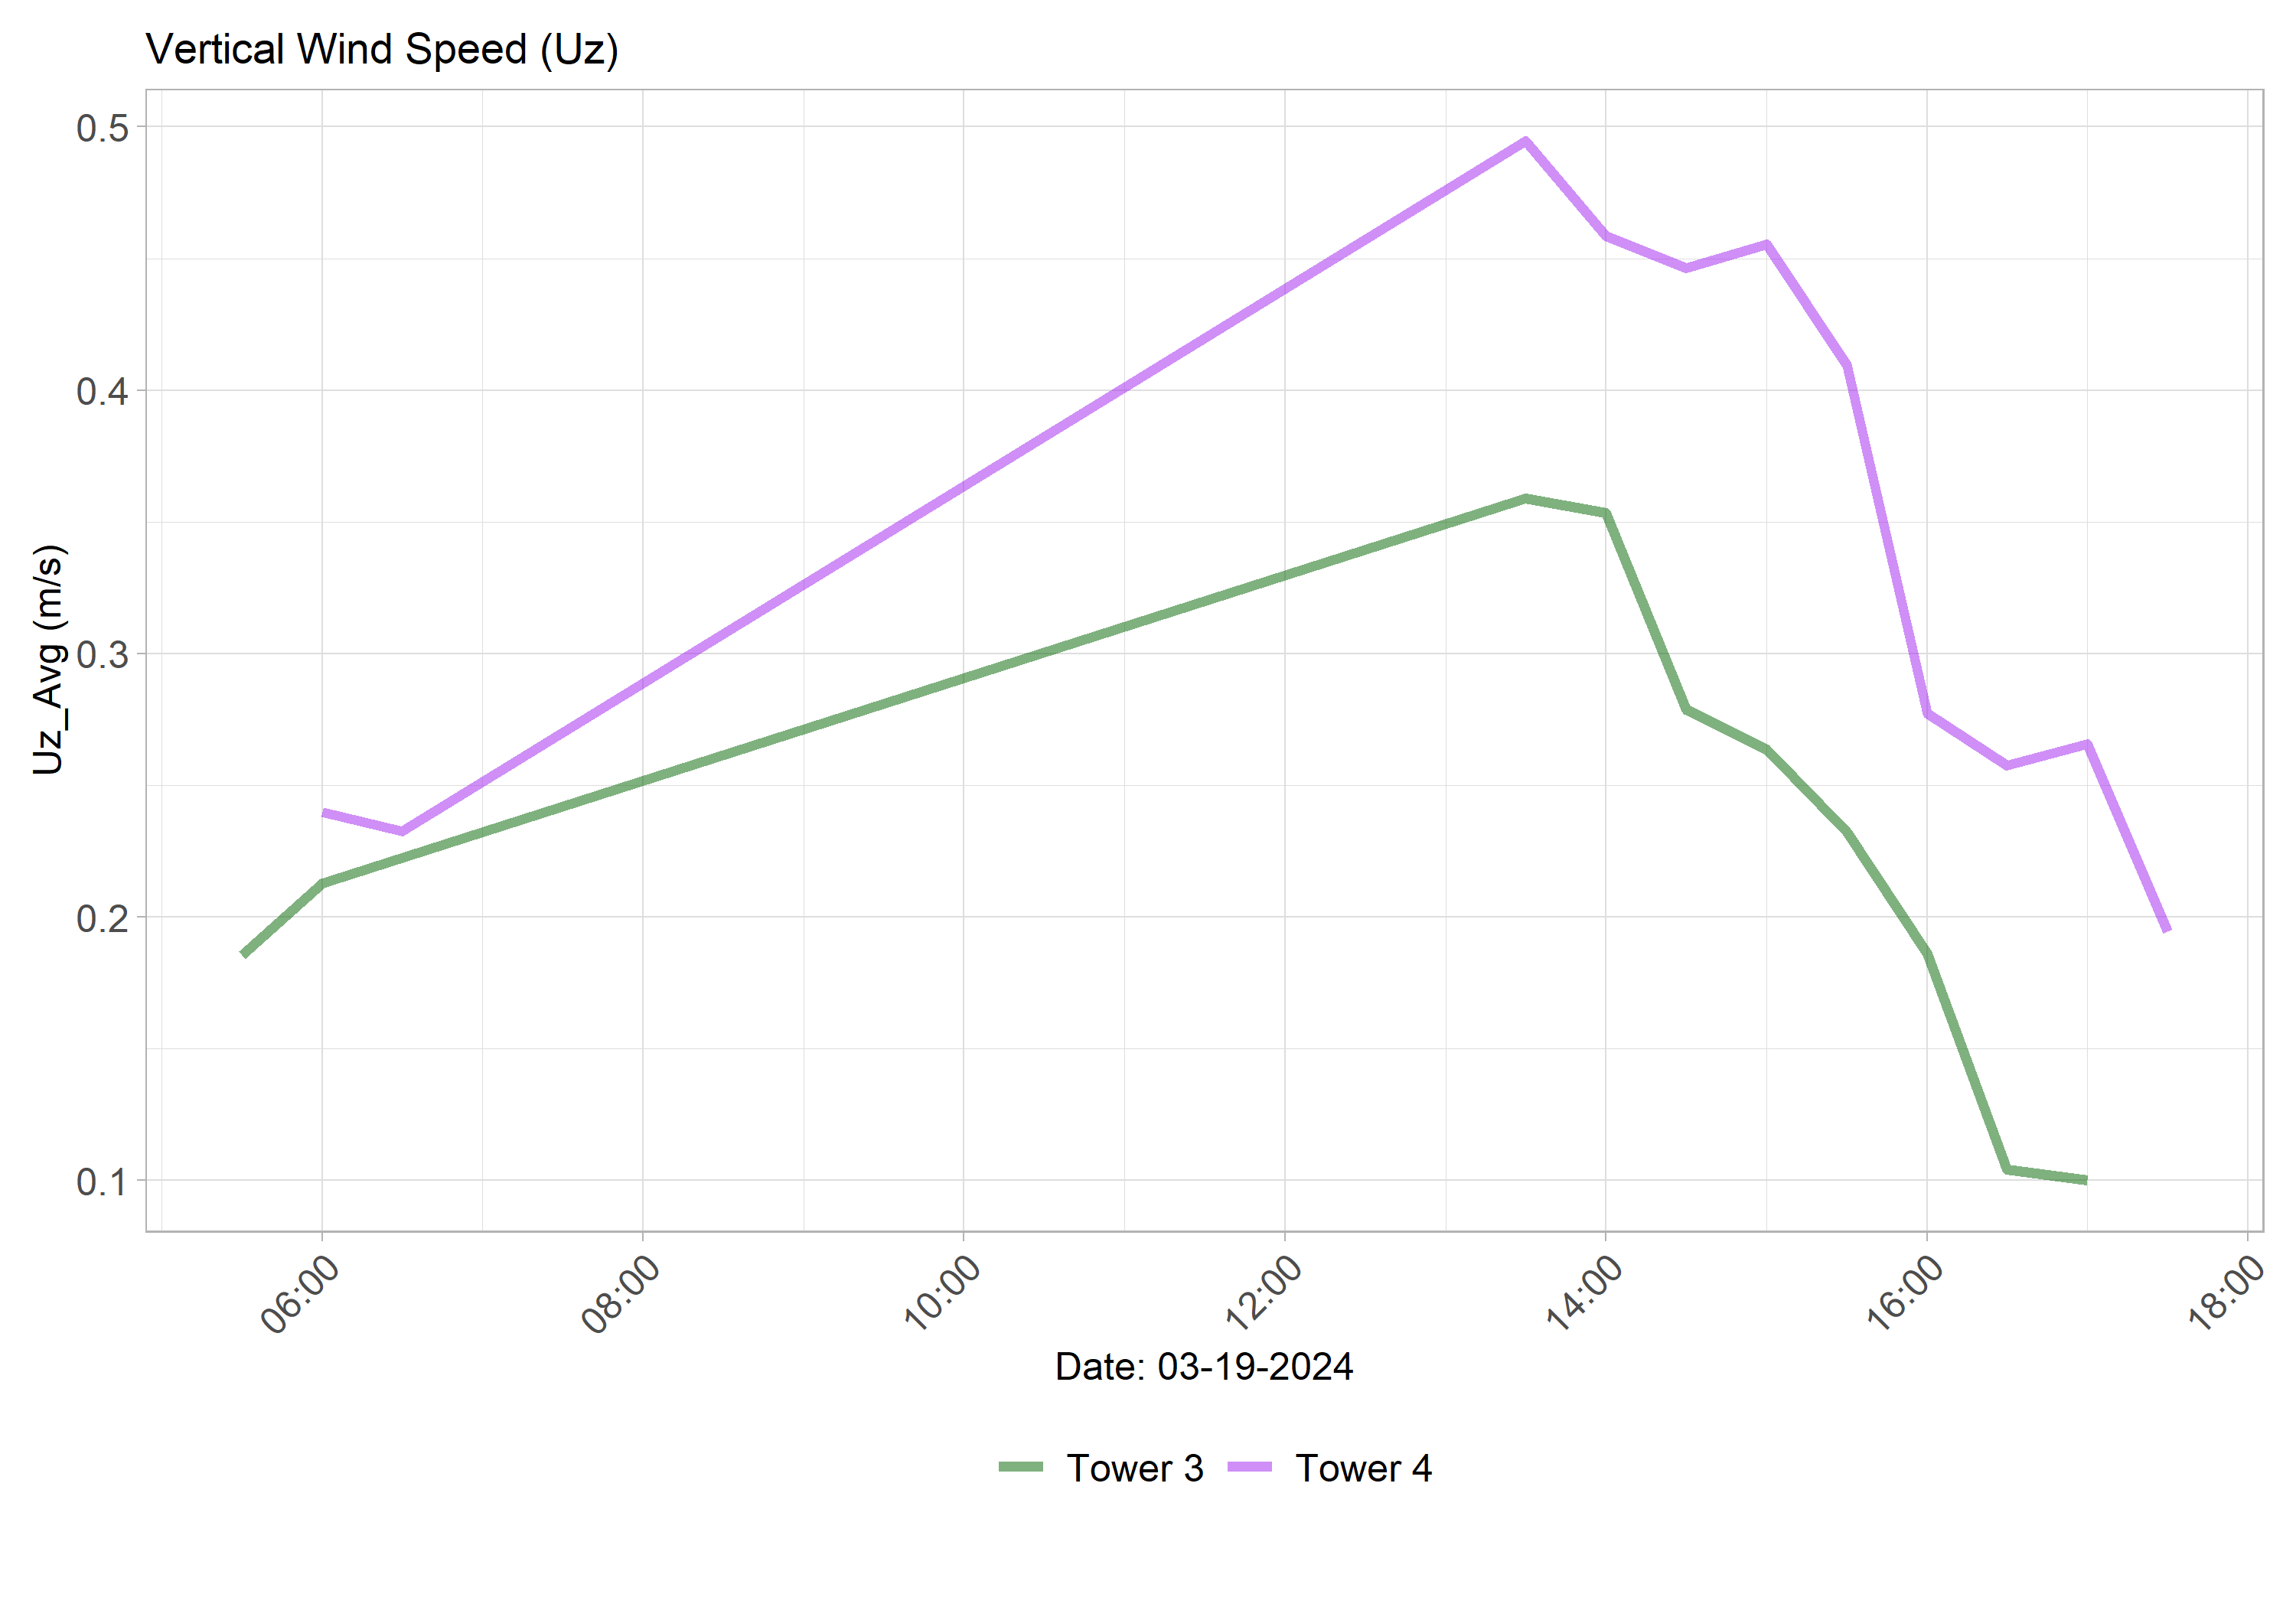 Vertical Wind Speed (Uz)
0.5
0.4
0.3
0.2
0.1
Uz_Avg (m/s)
06:00
08:00
10:00
12:00
14:00
16:00
18:00
Date: 03-19-2024
Tower 3
Tower 4